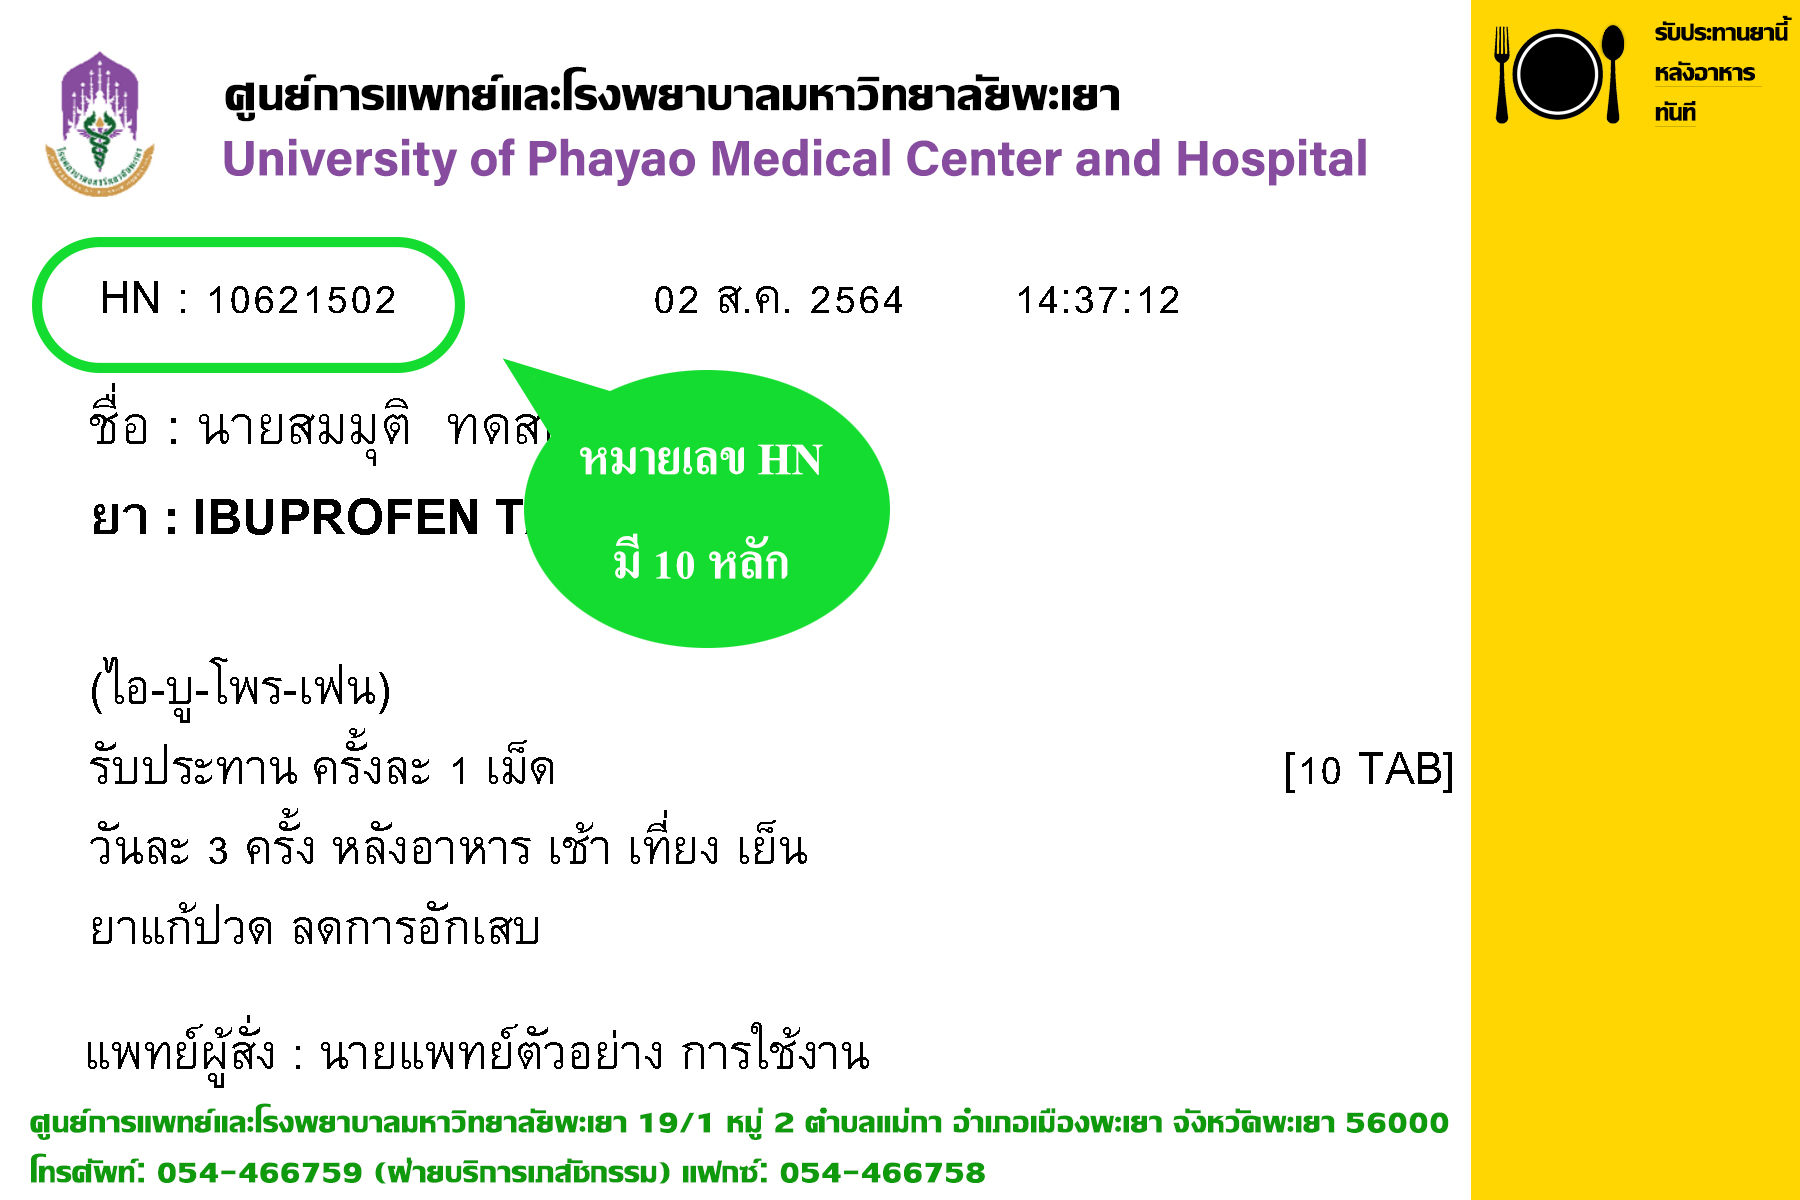 ศูนย์การแพทย์และโรงพยาบาลมหาวิทยาลัยพะเยา
University of Phayao Medical Center and Hospital
รับประทานยานี้
หลังอาหาร
ทันที
HN : 10621502 02 ส.ค. 2564 14:37:12
ชื่อ : นายสมมุติ
หมายเลข HN
มี 10 หลัก
ยา : IBUPROFEN
(ไอ-บู-โพร-เฟน)
รับประทาน ครั้งละ 1 เม็ด [10 TAB]
วันละ 3 ครั้ง หลังอาหาร เช้า เที่ยง เย็น
ยาแก้ปวด ลดการอักเสบ
แพทย์ผู้สั่ง : นายแพทย์ตัวอย่าง การใช้งาน
ศูนย์การแพทย์และโรงพยาบาลมหาวิทยาลัยพะเยา 19/1 หมู่ 2 ตำบลแม่กา อำเภอเมืองพะเยา จังหวัดพะเยา 56000
โทรศัพท์: 054-466759 (ฝ่ายบริการเภสัชกรรม) แฟกซ์: 054-466758